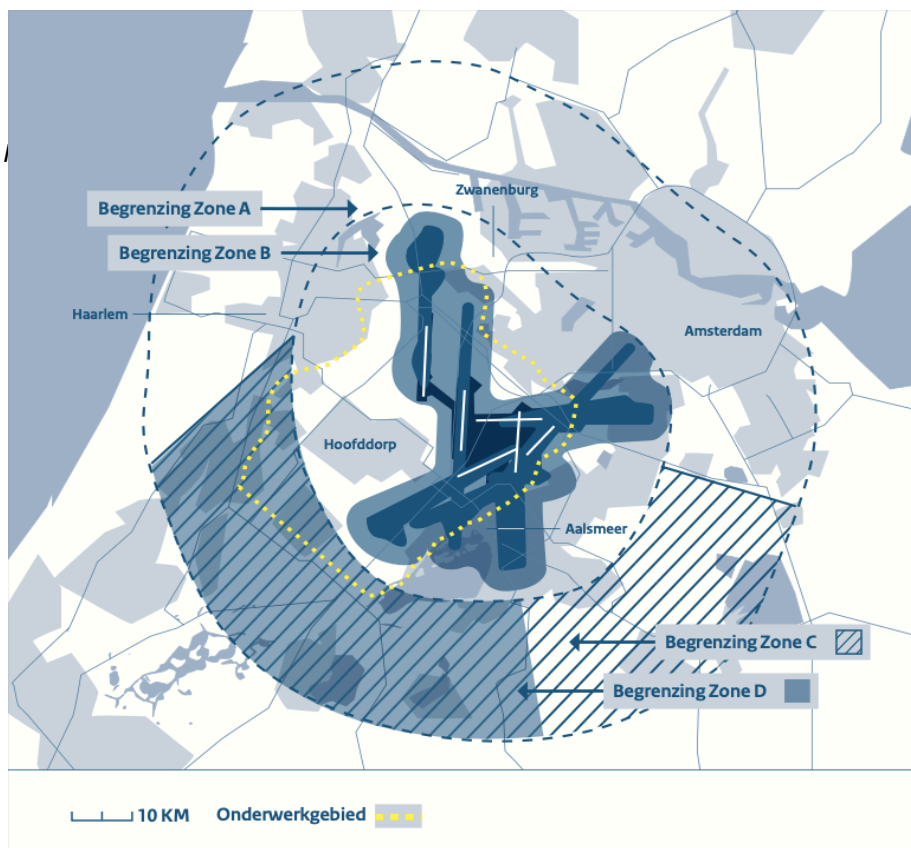 Zwanenburg
Begrenzing Zone A
Begrenzing Zone B
Haarlem
Amsterdam
Hoofddorp
Aalsmeer
Begrenzing Zone C
Begrenzing Zone D
10 KM
Onderwerkgebied